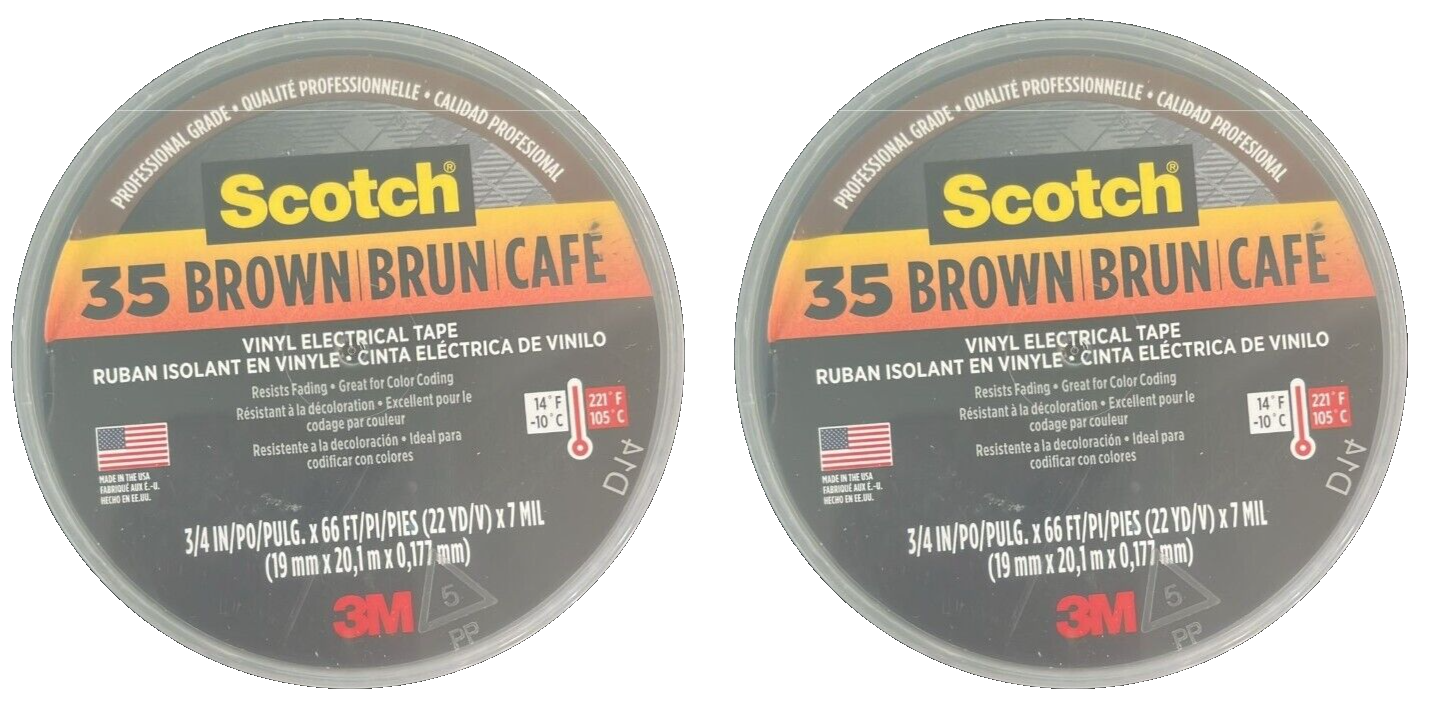 PROFESSIONAL GRADE • QUALITÉ PROFESSIONNELLE • CALIDAD PROFESIONAL
Scotch®
35 BROWN|BRUN|CAFÉ
VINYL ELECTRICAL TAPE
RUBAN ISOLANT EN VINYLE • CINTA ELÉCTRICA DE VINILO
Resists Fading • Great for Color Coding
Résistant à la décoloration • Excellent pour le
codage par couleur
Resistente a la decoloración • Ideal para
codificar con colores
14° F
-10° C
221° F
105° C
MADE IN THE USA
FABRIQUÉ AUX É.-U.
HECHO EN EE.UU.
3/4 IN/PO/PULG. x 66 FT/PI/PIES (22 YD/V) x 7 MIL
(19 mm x 20,1 m x 0,177 mm)
3M
5
PP
PROFESSIONAL GRADE • QUALITÉ PROFESSIONNELLE • CALIDAD PROFESIONAL
Scotch®
35 BROWN|BRUN|CAFÉ
VINYL ELECTRICAL TAPE
RUBAN ISOLANT EN VINYLE • CINTA ELÉCTRICA DE VINILO
Resists Fading • Great for Color Coding
Résistant à la décoloration • Excellent pour le
codage par couleur
Resistente a la decoloración • Ideal para
codificar con colores
14° F
-10° C
221° F
105° C
MADE IN THE USA
FABRIQUÉ AUX É.-U.
HECHO EN EE.UU.
3/4 IN/PO/PULG. x 66 FT/PI/PIES (22 YD/V) x 7 MIL
(19 mm x 20,1 m x 0,177 mm)
3M
5
PP